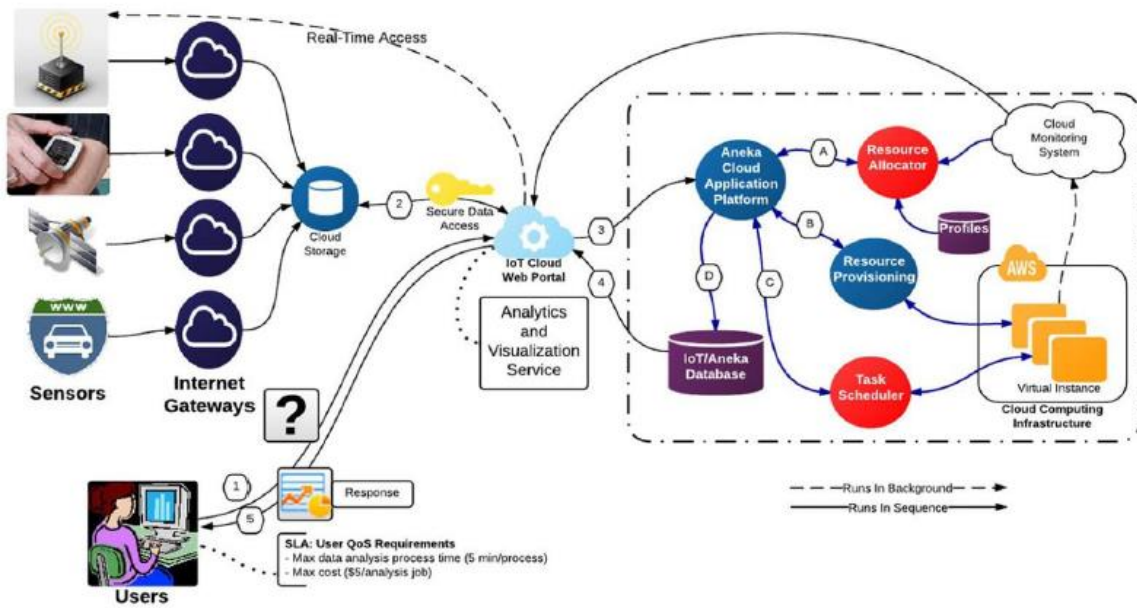 Real-Time Access
WWW
Sensors
Internet
Gateways
Cloud
Storage
2
Secure Data
Access
IoT Cloud
Web Portal
Analytics
and
Visualization
Service
3
4
Aneka
Cloud
Application
Platform
A
B
C
D
Resource
Allocator
Profiles
Cloud
Monitoring
System
Resource
Provisioning
AWS
Virtual Instance
Cloud Computing
Infrastructure
IoT/Aneka
Database
Task
Scheduler
?
1
5
Response
Runs In Background
Runs In Sequence
SLA: User QoS Requirements
- Max data analysis process time (5 min/process)
- Max cost ($5/analysis job)
Users